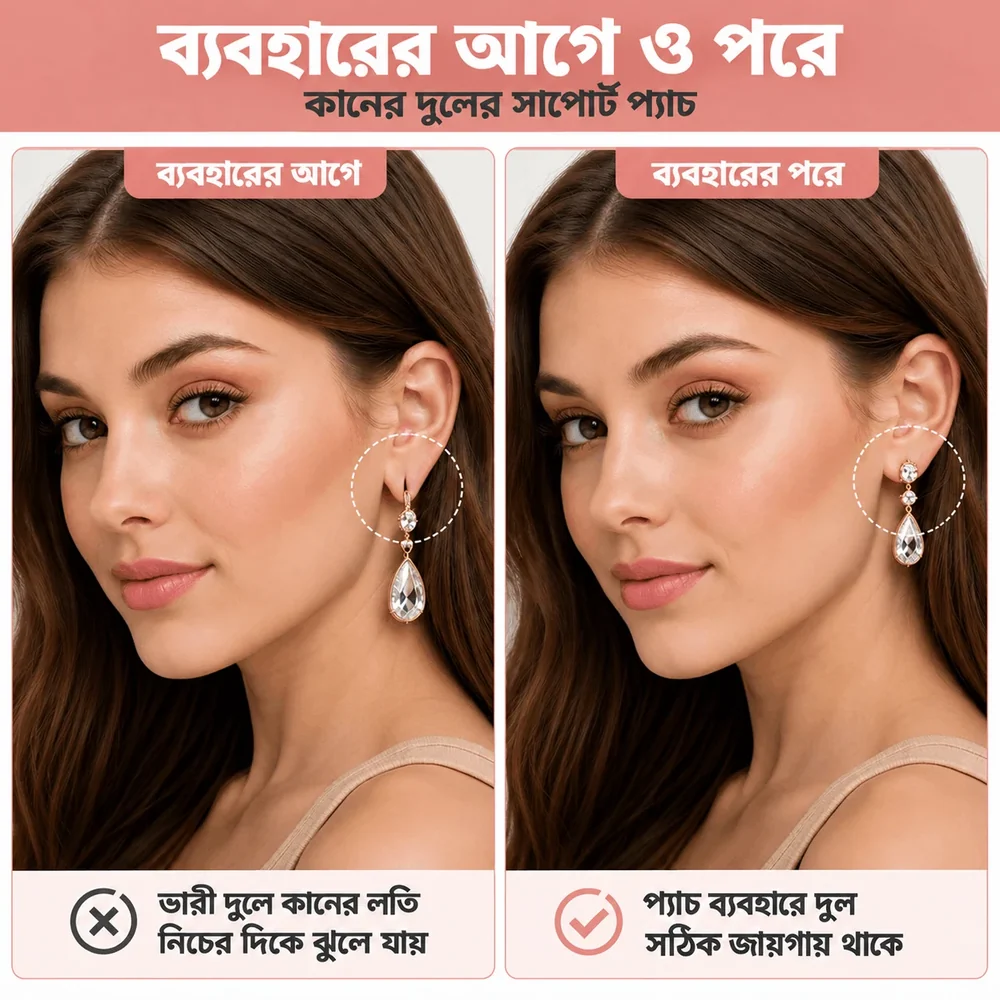 ব্যবহারের আগে ও পরে
কানের দুলের সাপোর্ট প্যাচ
ব্যবহারের আগে
ব্যবহারের পরে
ভারী দুলে কানের লতি
নিচের দিকে ঝুলে যায়
প্যাচ ব্যবহারে দুল
সঠিক জায়গায় থাকে